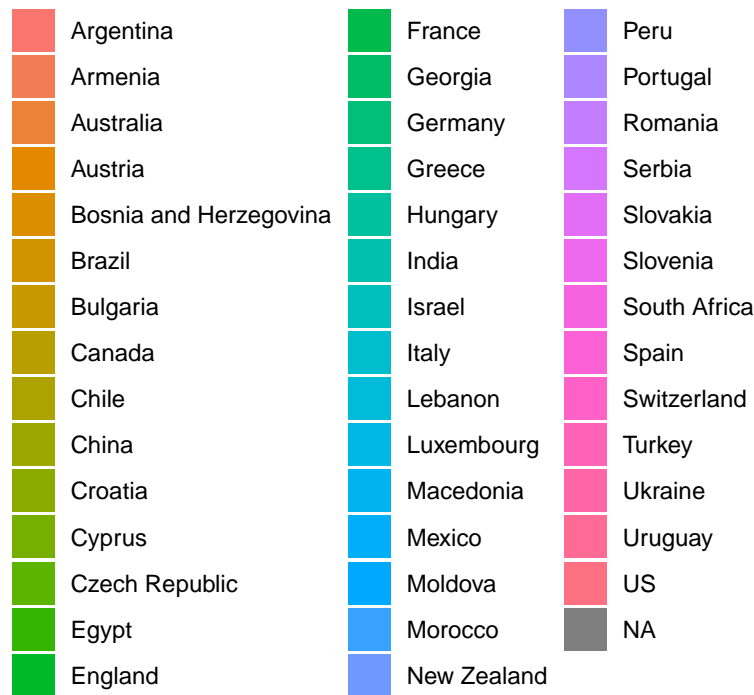 Argentina
Armenia
Australia
Austria
Bosnia and Herzegovina
Brazil
Bulgaria
Canada
Chile
China
Croatia
Cyprus
Czech Republic
Egypt
England
France
Georgia
Germany
Greece
Hungary
India
Israel
Italy
Lebanon
Luxembourg
Macedonia
Mexico
Moldova
Morocco
New Zealand
Peru
Portugal
Romania
Serbia
Slovakia
Slovenia
South Africa
Spain
Switzerland
Turkey
Ukraine
Uruguay
US
NA